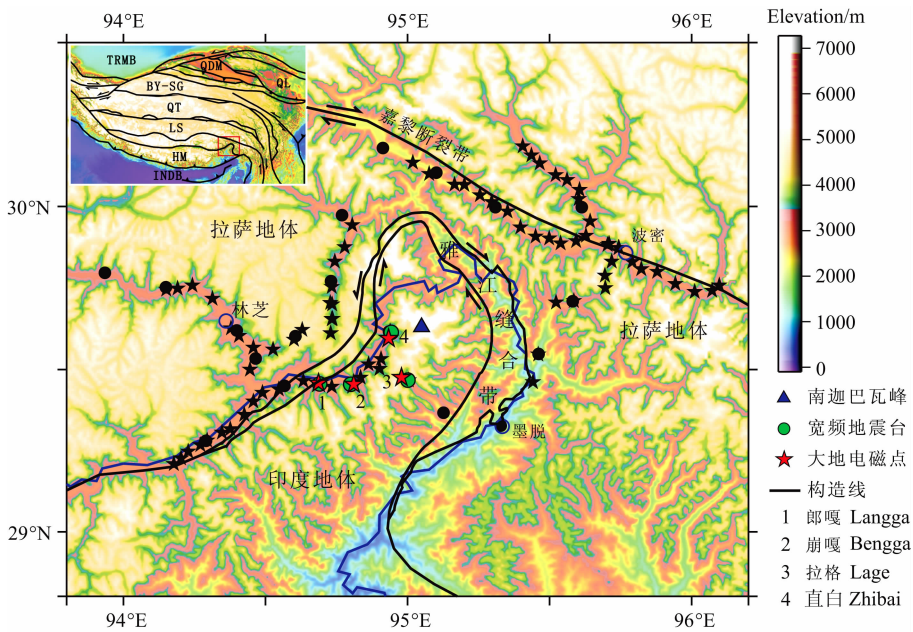 94°E 95°E 96°E
Elevation/m
7000
6000
5000
4000
3000
2000
1000
0
TRMB
QDM
QL
BY-SG
QT
LS
HM
INDB
嘉黎断裂带
30°N
拉萨地体
雅
江
缝
合
带
波密
林芝
拉萨地体
4
3
1 2
墨脱
印度地体
29°N
南迦巴瓦峰
宽频地震台
大地电磁点
构造线
1 郎嘎 Langga
2 崩嘎 Bengga
3 拉格 Lage
4 直白 Zhibai
94°E 95°E 96°E